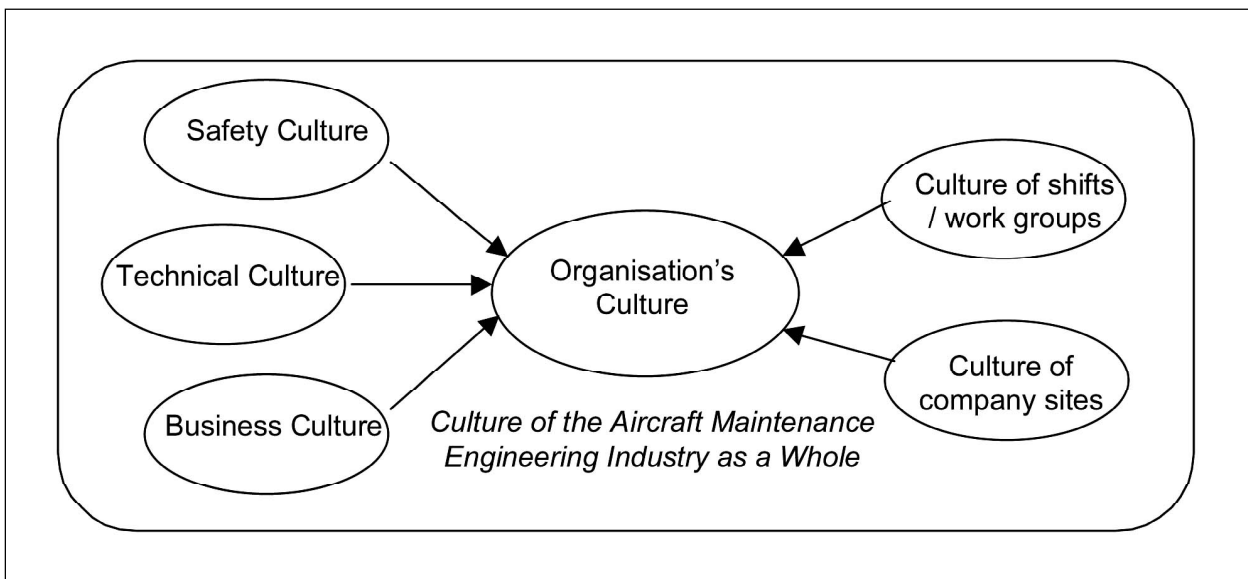 Safety Culture
Technical Culture
Business Culture
Organisation’s
Culture
Culture of the Aircraft Maintenance
Engineering Industry as a Whole
Culture of shifts
/ work groups
Culture of
company sites